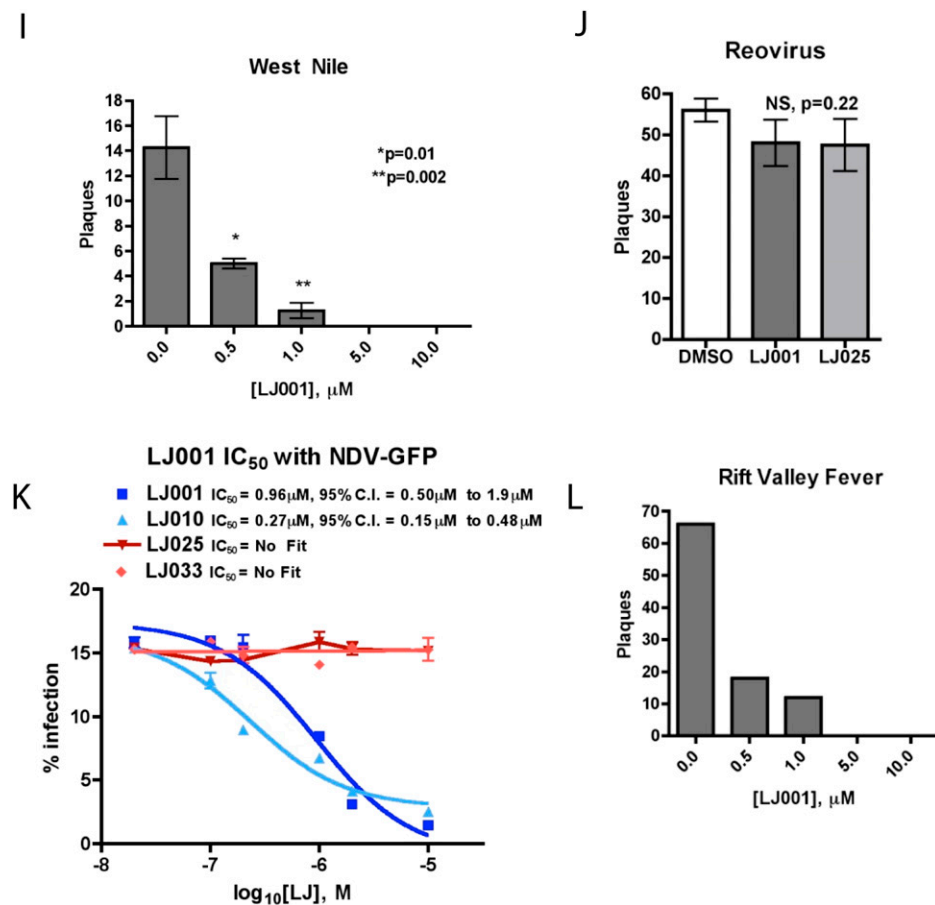 I
West Nile
18
16
14
12
10
8
6
4
2
0
Plaques
*p=0.01
**p=0.002
*
**
0.0
0.5
1.0
5.0
10.0
[LJ001], μM
J
Reovirus
60
50
40
30
20
10
0
Plaques
NS, p=0.22
DMSO
LJ001
LJ025
K
LJ001 IC50 with NDV-GFP
LJ001 IC50 = 0.96μM, 95% C.I. = 0.50μM to 1.9μM
LJ010 IC50 = 0.27μM, 95% C.I. = 0.15μM to 0.48μM
LJ025 IC50 = No Fit
LJ033 IC50 = No Fit
20
15
10
5
0
% infection
-8
-7
-6
-5
log10[LJ], M
L
Rift Valley Fever
70
60
50
40
30
20
10
0
Plaques
0.0
0.5
1.0
5.0
10.0
[LJ001], μM